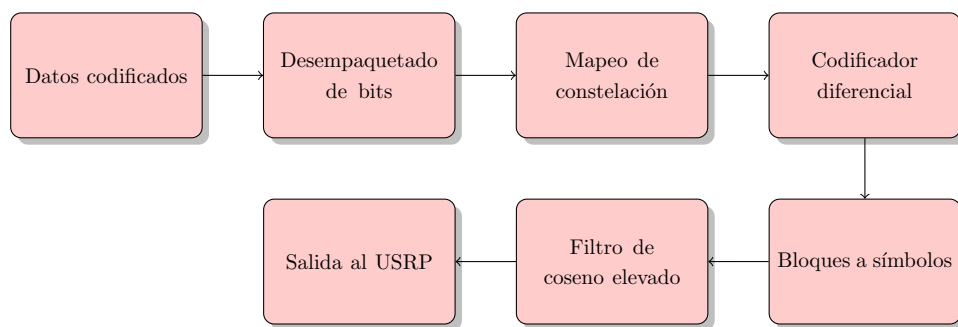 Datos codificados
Desempaquetado
de bits
Mapeo de
constelación
Codificador
diferencial
Bloques a símbolos
Filtro de
coseno elevado
Salida al USRP